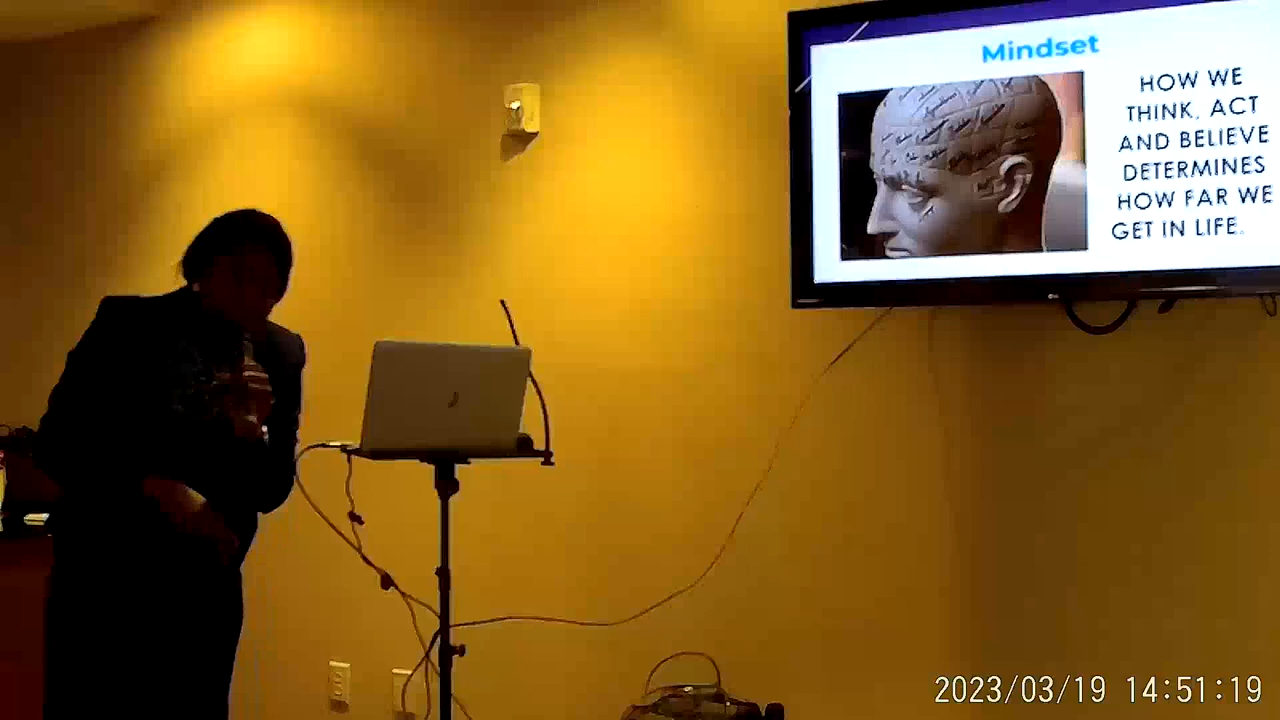 Mindset
HOW WE
THINK, ACT
AND BELIEVE
DETERMINES
HOW FAR WE
GET IN LIFE.
2023/03/19 14:51:19